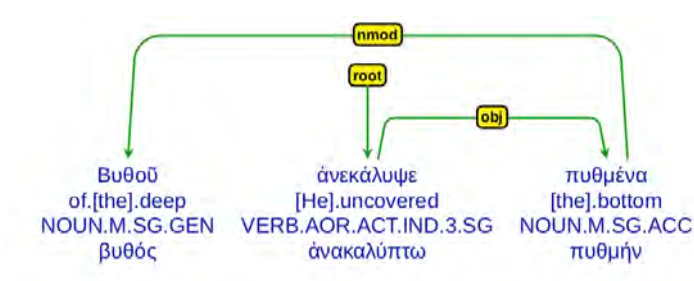 nmod
root
obj
Βυθοῦ ἀνεκάλυψε πυθμένα
of.[the].deep [He].uncovered [the].bottom
NOUN.M.SG.GEN VERB.AOR.ACT.IND.3.SG NOUN.M.SG.ACC
βυθός ἀνακαλύπτω πυθμήν